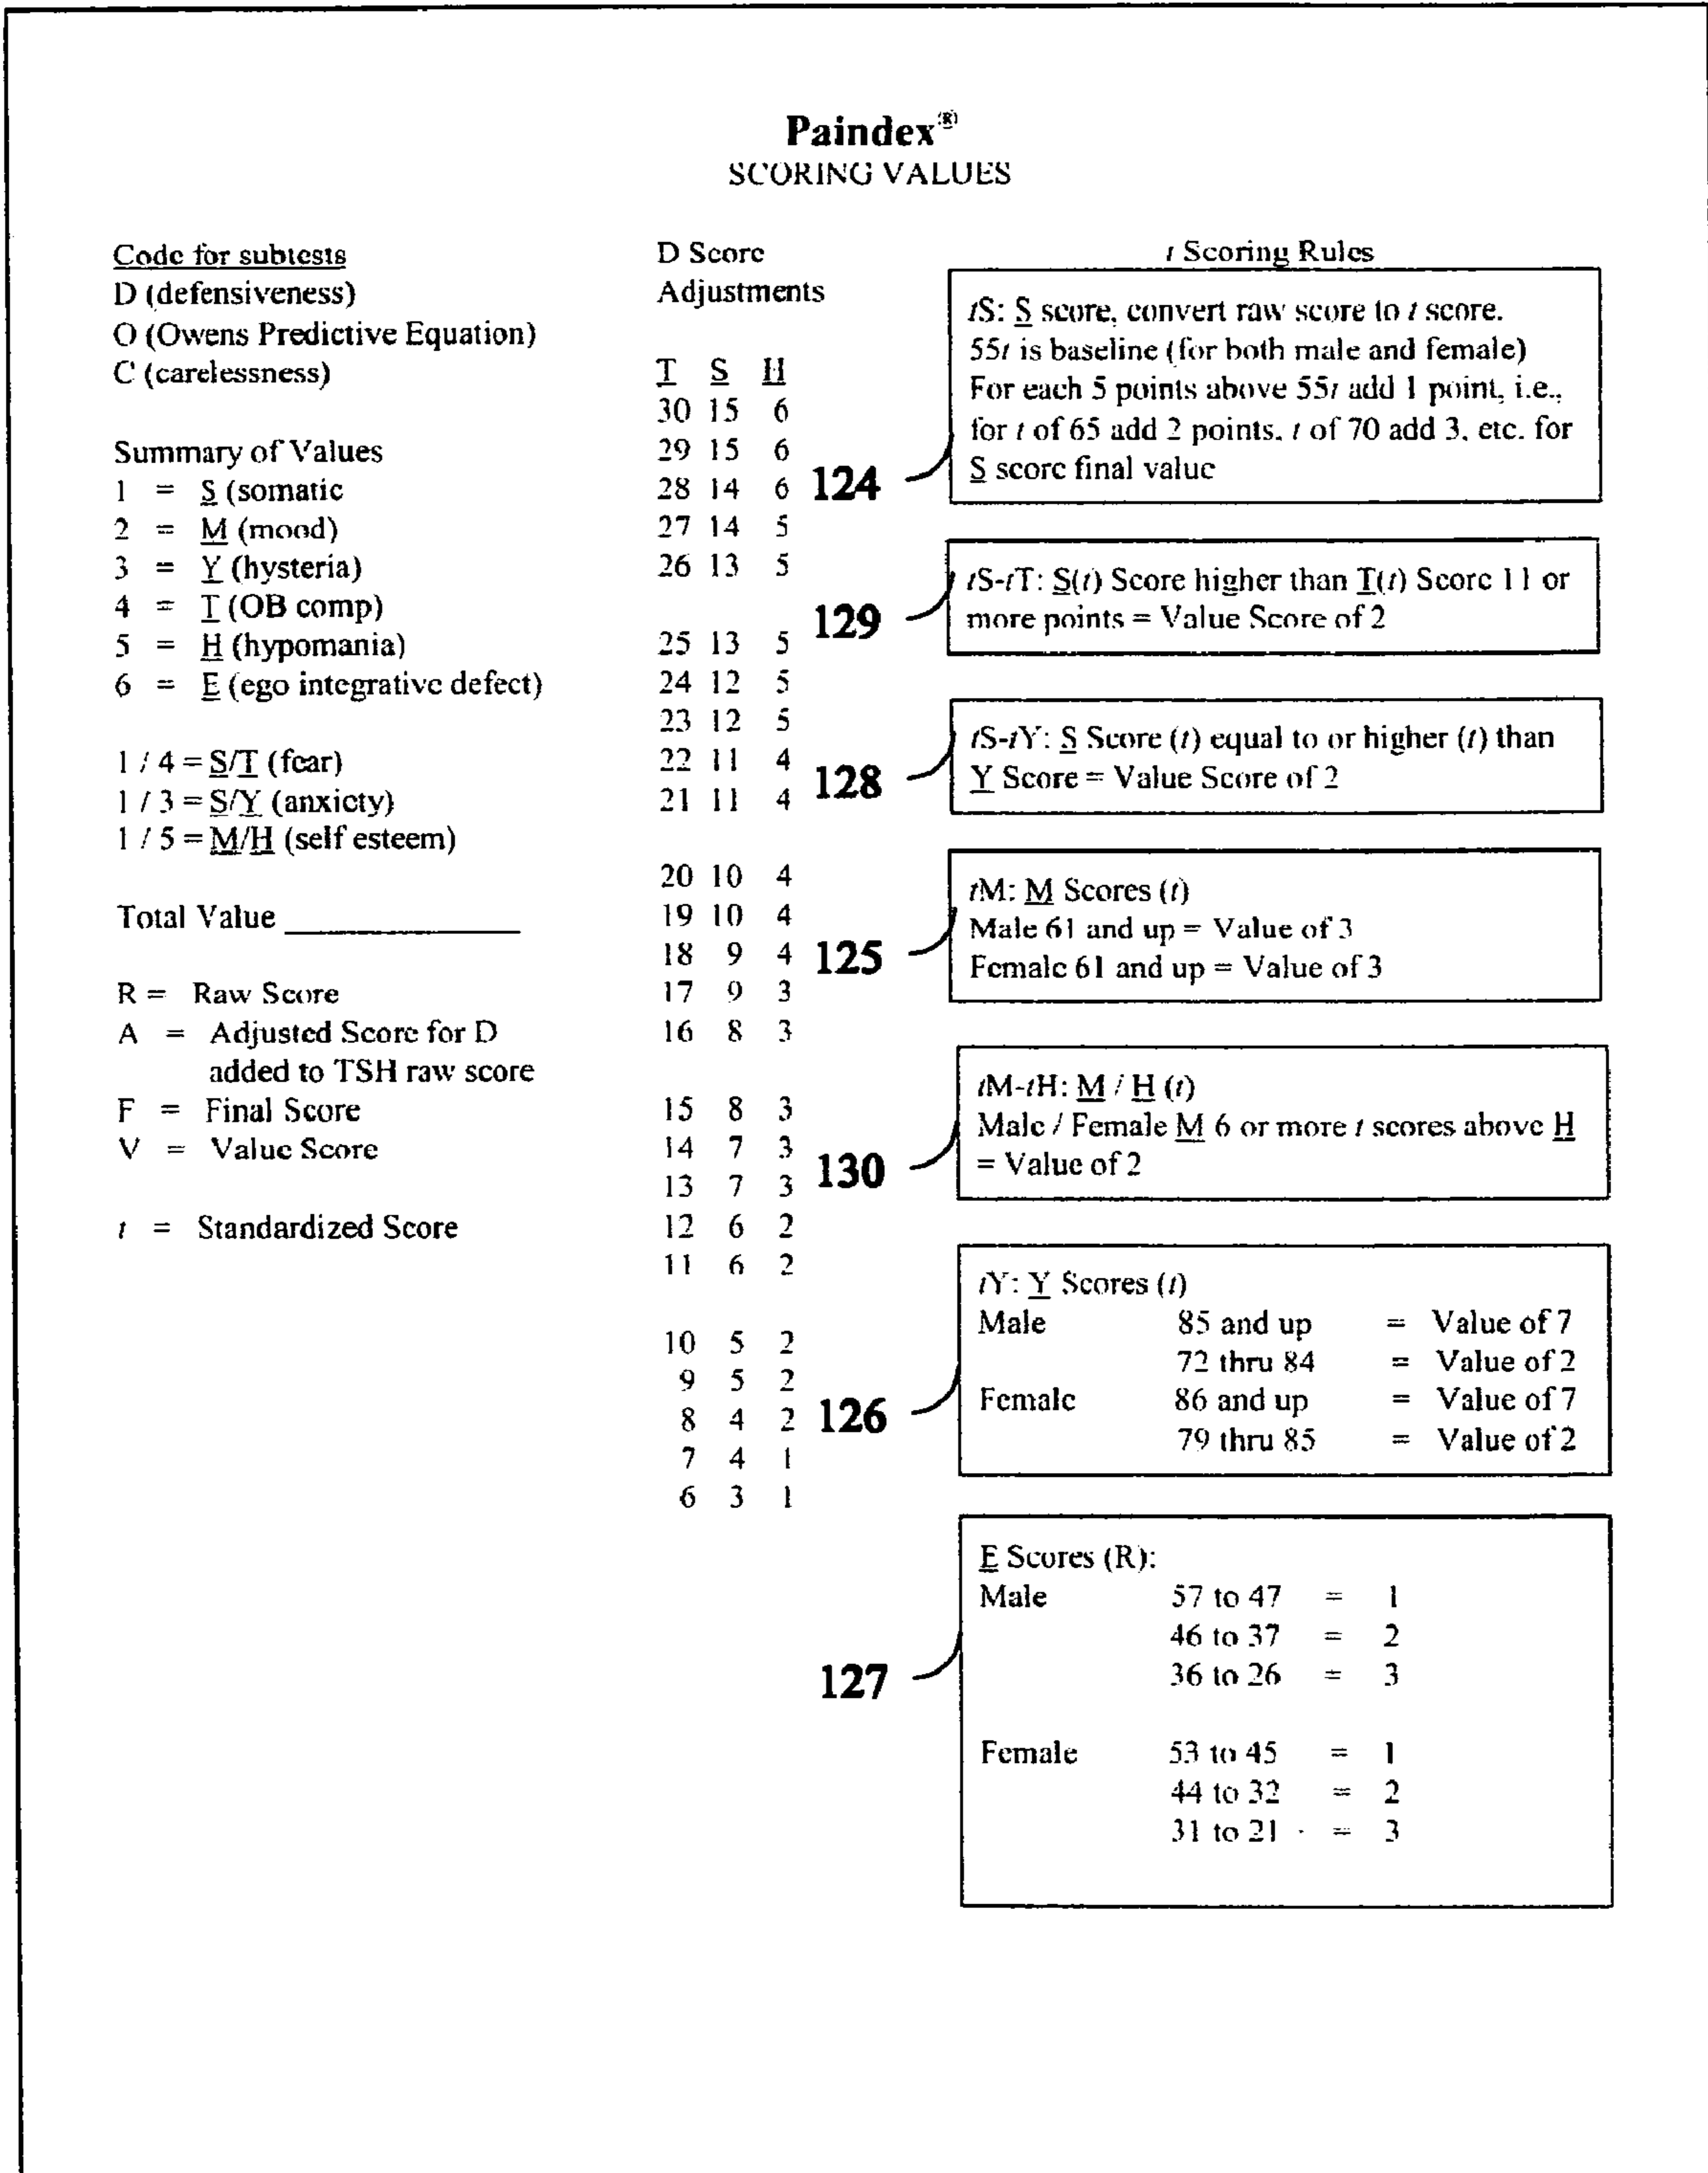 Paindex(R)
SCORING VALUES
Code for subtests
D (defensiveness)
O (Owens Predictive Equation)
C (carelessness)
Summary of Values
1 = S (somatic
2 = M (mood)
3 = Y (hysteria)
4 = T (OB comp)
5 = H (hypomania)
6 = E (ego integrative defect)
1 / 4 = S/T (fear)
1 / 3 = S/Y (anxiety)
1 / 5 = M/H (self esteem)
Total Value ____________
R = Raw Score
A = Adjusted Score for D
added to TSH raw score
F = Final Score
V = Value Score
t = Standardized Score
D Score
Adjustments
T S H
30 15 6
29 15 6
28 14 6
27 14 5
26 13 5
25 13 5
24 12 5
23 12 5
22 11 4
21 11 4
20 10 4
19 10 4
18 9 4
17 9 3
16 8 3
15 8 3
14 7 3
13 7 3
12 6 2
11 6 2
10 5 2
9 5 2
8 4 2
7 4 1
6 3 1
t Scoring Rules
124
tS: S score, convert raw score to t score.
55t is baseline (for both male and female)
For each 5 points above 55t add 1 point, i.e.,
for t of 65 add 2 points, t of 70 add 3, etc. for
S score final value
129
tS-tT: S(t) Score higher than T(t) Score 11 or
more points = Value Score of 2
128
tS-tY: S Score (t) equal to or higher (t) than
Y Score = Value Score of 2
125
tM: M Scores (t)
Male 61 and up = Value of 3
Female 61 and up = Value of 3
130
tM-tH: M / H (t)
Male / Female M 6 or more t scores above H
= Value of 2
126
tY: Y Scores (t)
Male 85 and up = Value of 7
72 thru 84 = Value of 2
Female 86 and up = Value of 7
79 thru 85 = Value of 2
127
E Scores (R):
Male 57 to 47 = 1
46 to 37 = 2
36 to 26 = 3
Female 53 to 45 = 1
44 to 32 = 2
31 to 21 = 3